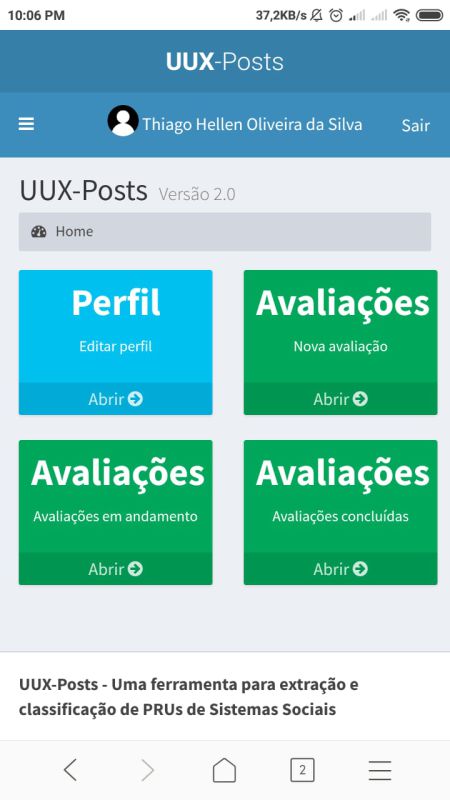 10:06 PM 37,2KB/s
UUX-Posts
Thiago Hellen Oliveira da Silva Sair
UUX-Posts Versão 2.0
Home
Perfil
Editar perfil
Abrir
Avaliações
Nova avaliação
Abrir
Avaliações
Avaliações em andamento
Abrir
Avaliações
Avaliações concluídas
Abrir
UUX-Posts - Uma ferramenta para extração e
classificação de PRUs de Sistemas Sociais
2